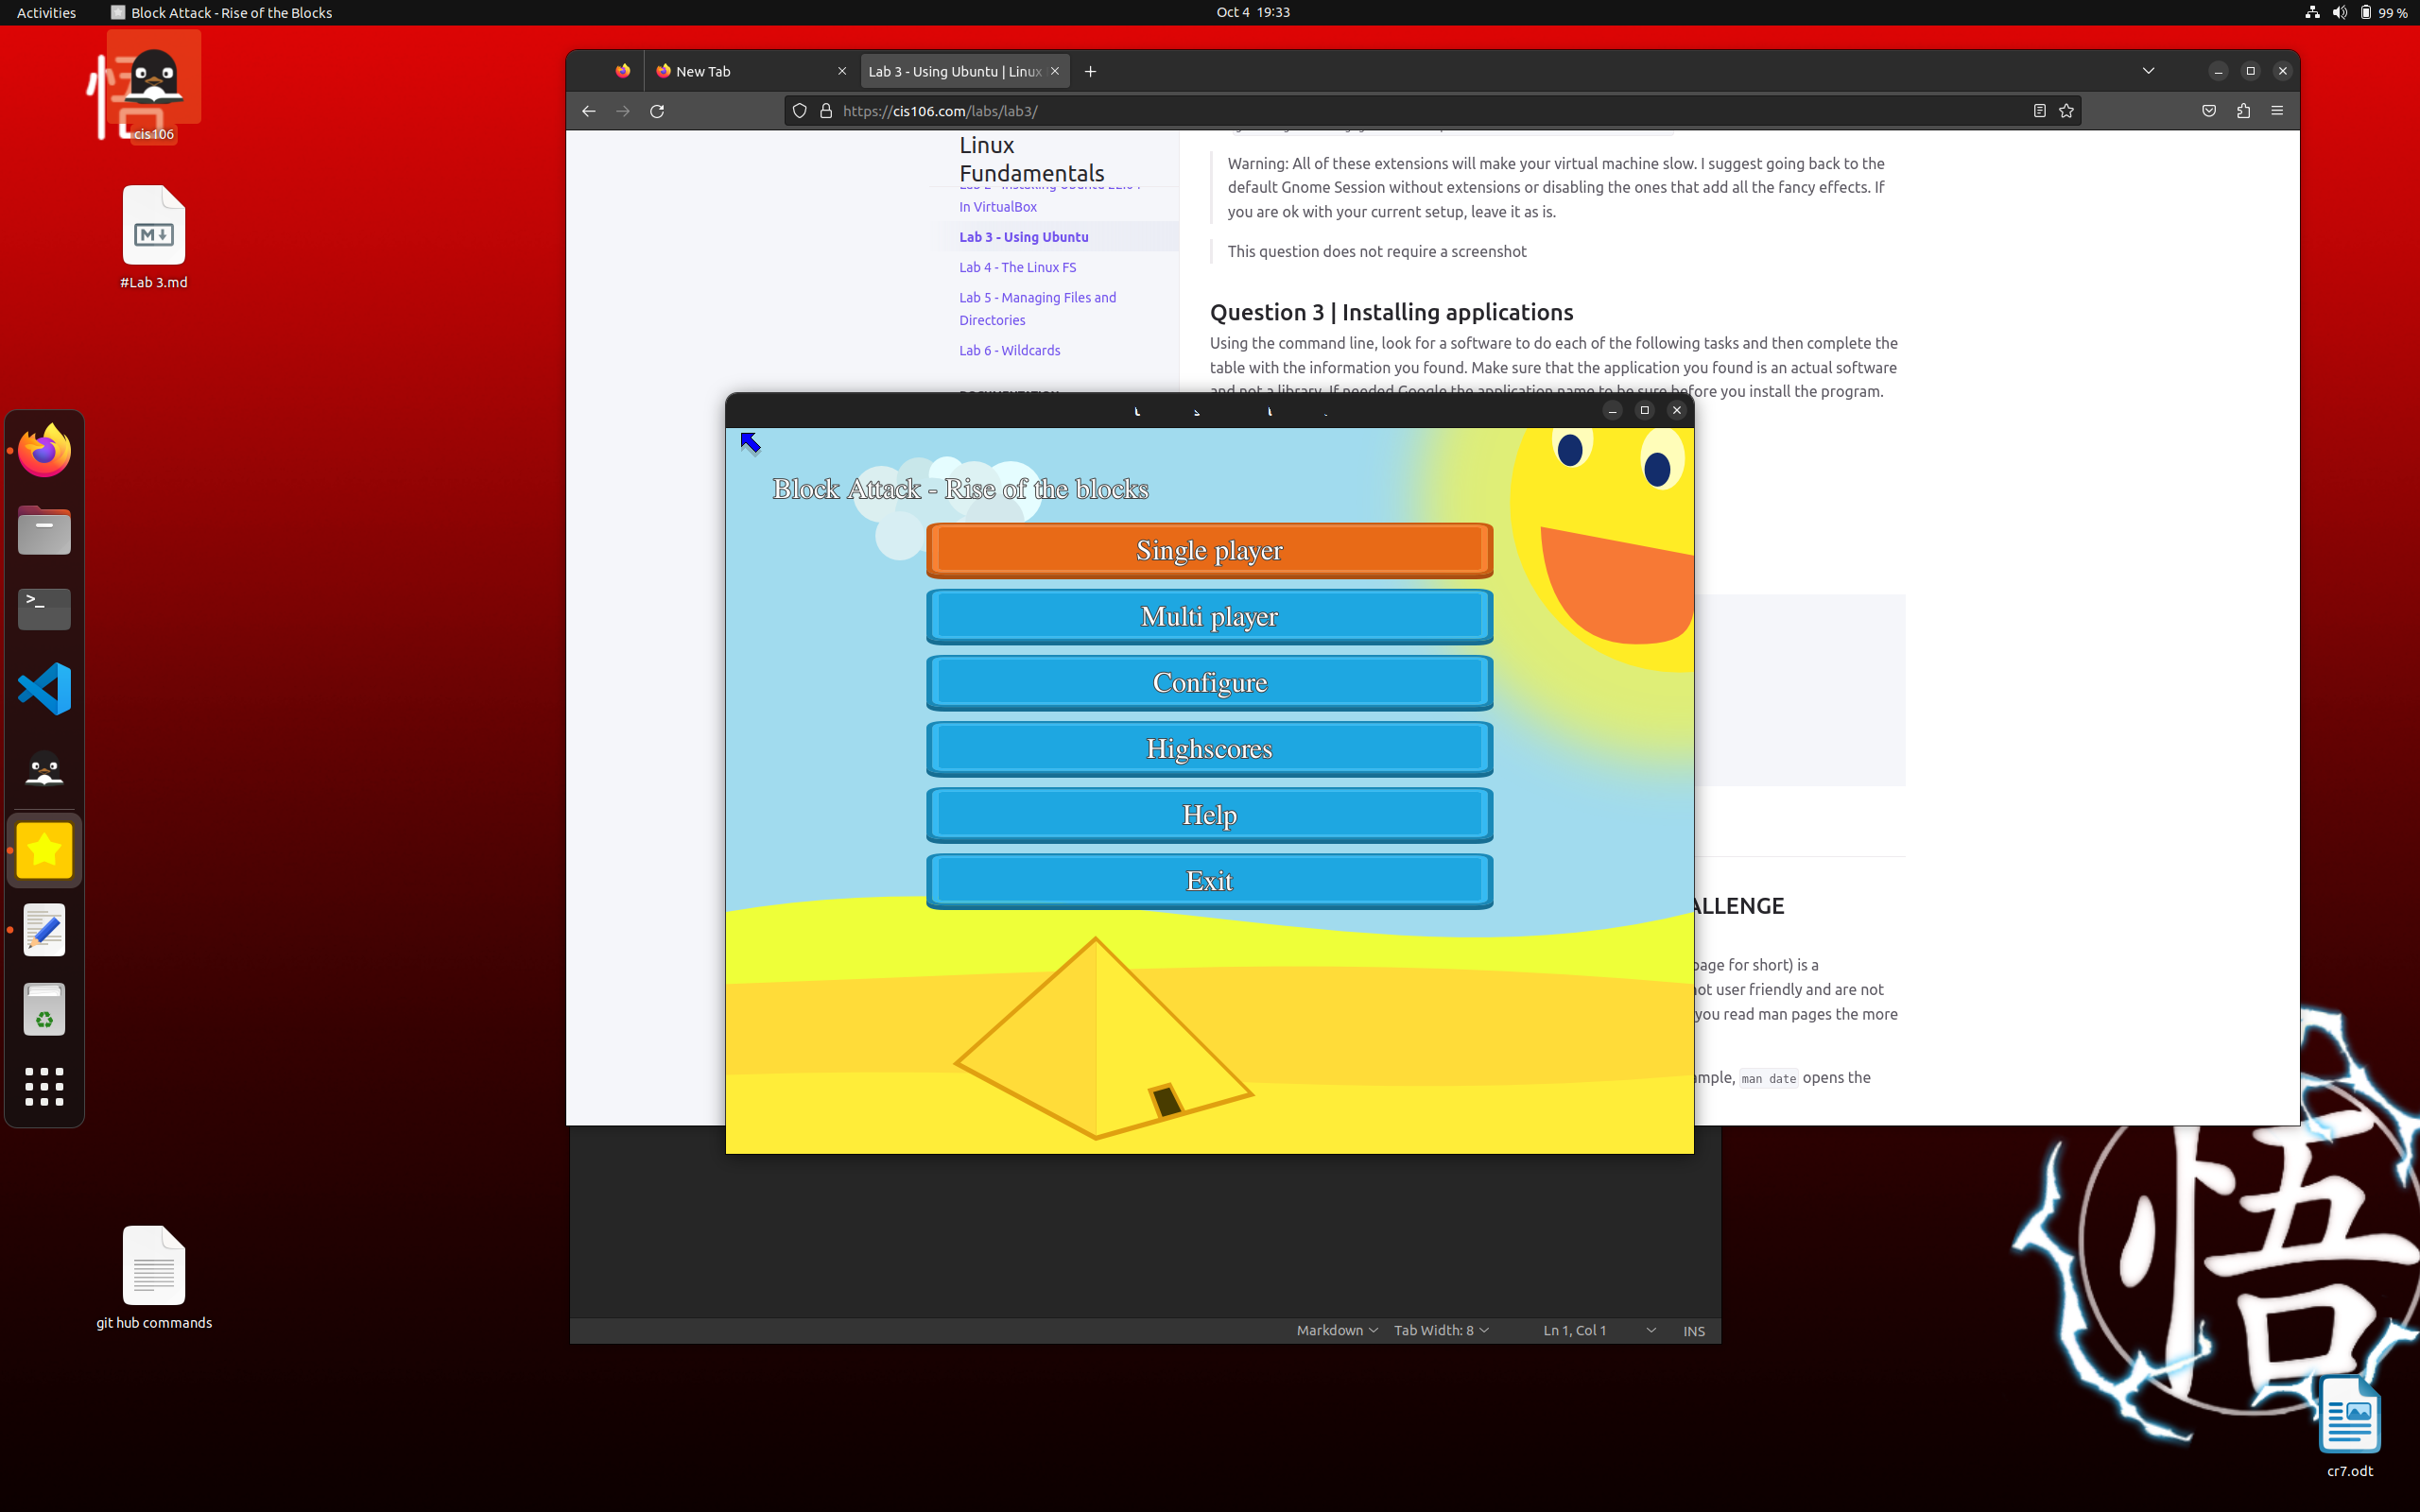 Activities
Block Attack - Rise of the Blocks
Oct 4 19:33
99 %
cis106
#Lab 3.md
git hub commands
cr7.odt
New Tab
Lab 3 - Using Ubuntu | Linux
https://cis106.com/labs/lab3/
Linux
Fundamentals
In VirtualBox
Lab 3 - Using Ubuntu
Lab 4 - The Linux FS
Lab 5 - Managing Files and
Directories
Lab 6 - Wildcards
Warning: All of these extensions will make your virtual machine slow. I suggest going back to the
default Gnome Session without extensions or disabling the ones that add all the fancy effects. If
you are ok with your current setup, leave it as is.
This question does not require a screenshot
Question 3 | Installing applications
Using the command line, look for a software to do each of the following tasks and then complete the
table with the information you found. Make sure that the application you found is an actual software
and not a library. If needed Google the application name to be sure before you install the program.
Block Attack - Rise of the blocks
Single player
Multi player
Configure
Highscores
Help
Exit
ALLENGE
page for short) is a
not user friendly and are not
you read man pages the more
mple, man date opens the
Markdown
Tab Width: 8
Ln 1, Col 1
INS
悟